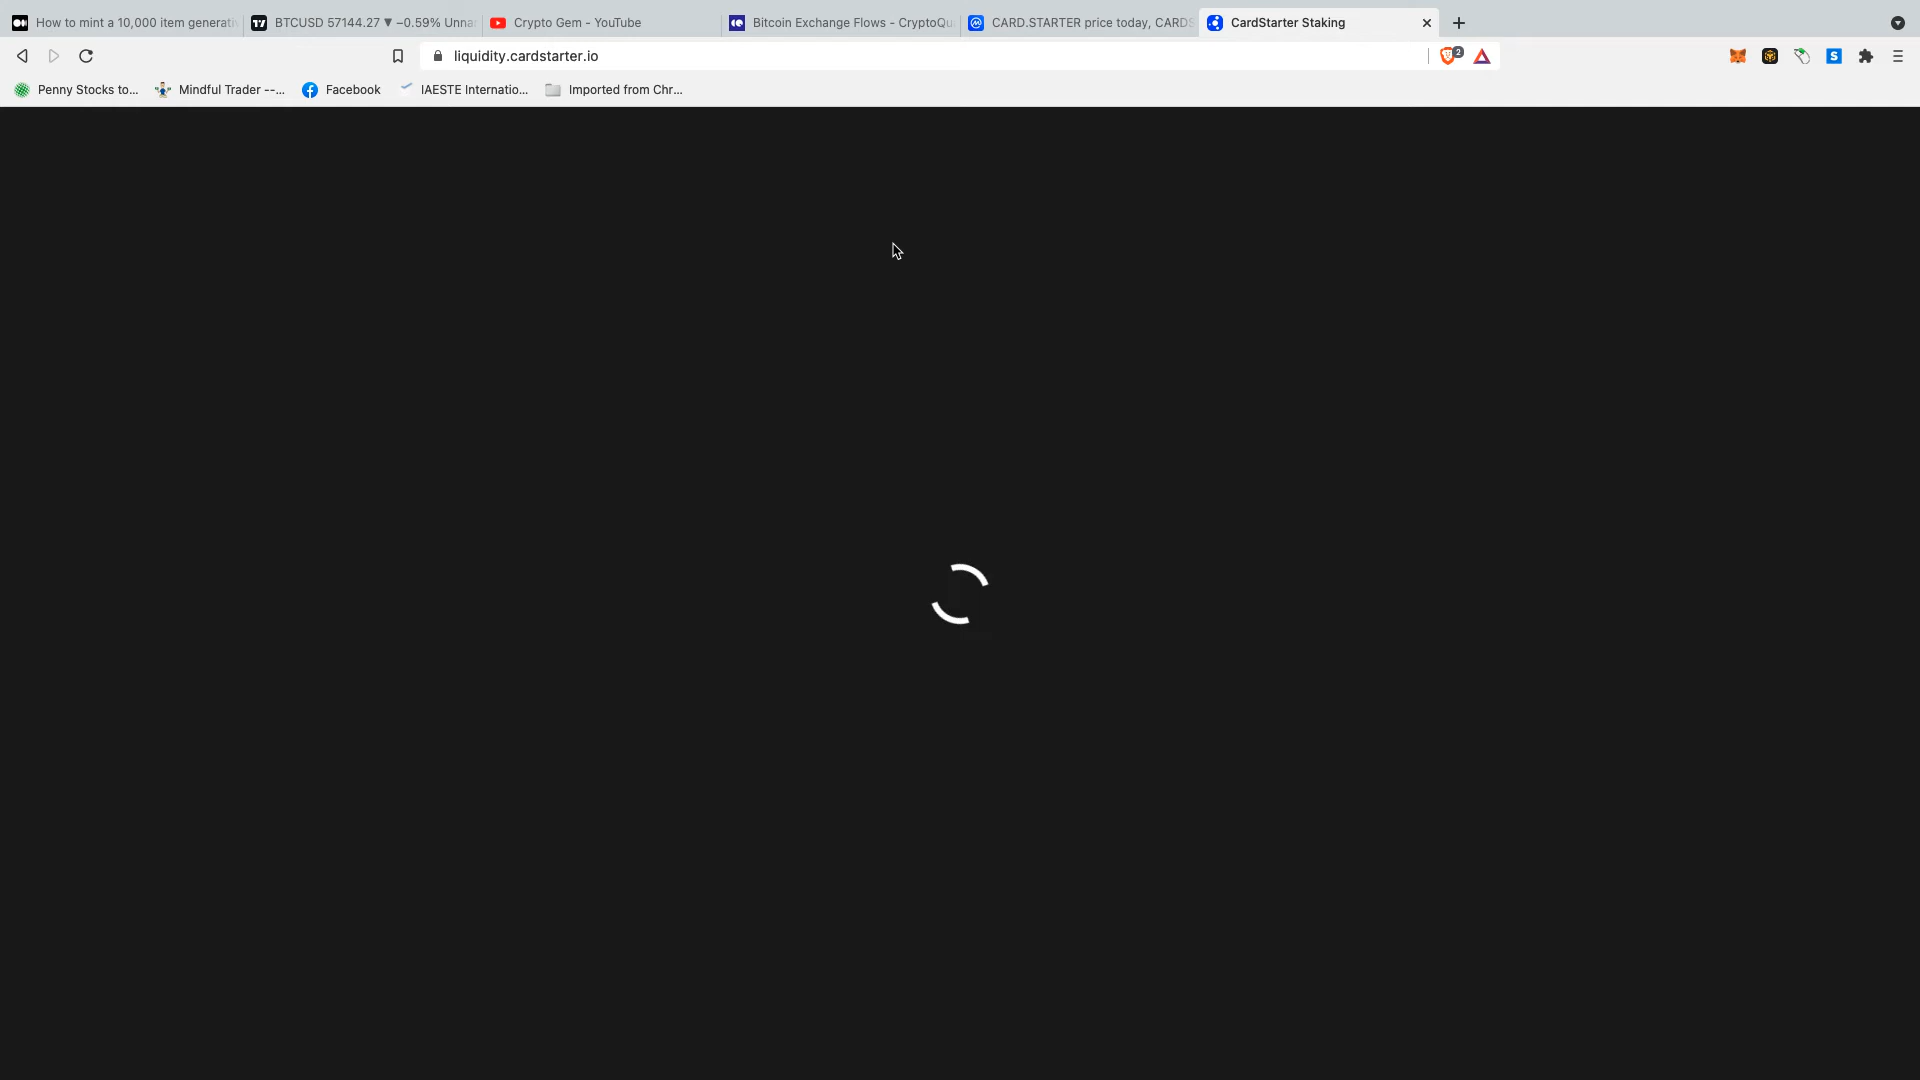 How to mint a 10,000 item generati
BTCUSD 57144.27 ▼ −0.59% Unna
Crypto Gem - YouTube
Bitcoin Exchange Flows - CryptoQu
CARD.STARTER price today, CARDS
CardStarter Staking
liquidity.cardstarter.io
2
Penny Stocks to...
Mindful Trader --...
Facebook
IAESTE Internatio...
Imported from Chr...